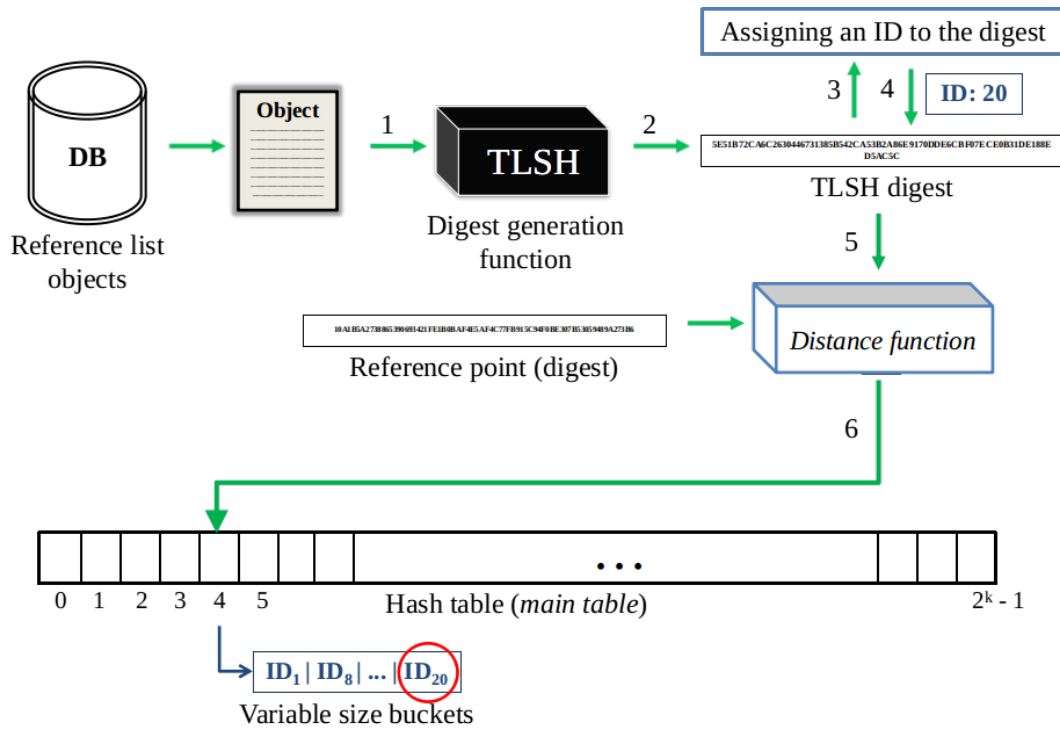 Assigning an ID to the digest
3
4
ID: 20
Object
DB
1
2
TLSH
5E51B72CA6C2630446731385B542CA53B2A86E9170DDE6CBF07ECE0B31DE188E
D5AC5C
TLSH digest
Digest generation
function
Reference list
objects
5
10A1B5A2738865390693421FE1B0BAF4E5AF4C77FB915C94F0BE307B53059489A273B6
Reference point (digest)
Distance function
6
...
0 1 2 3 4 5 Hash table (main table) 2ᵏ - 1
ID₁ | ID₈ | ... | ID₂₀
Variable size buckets